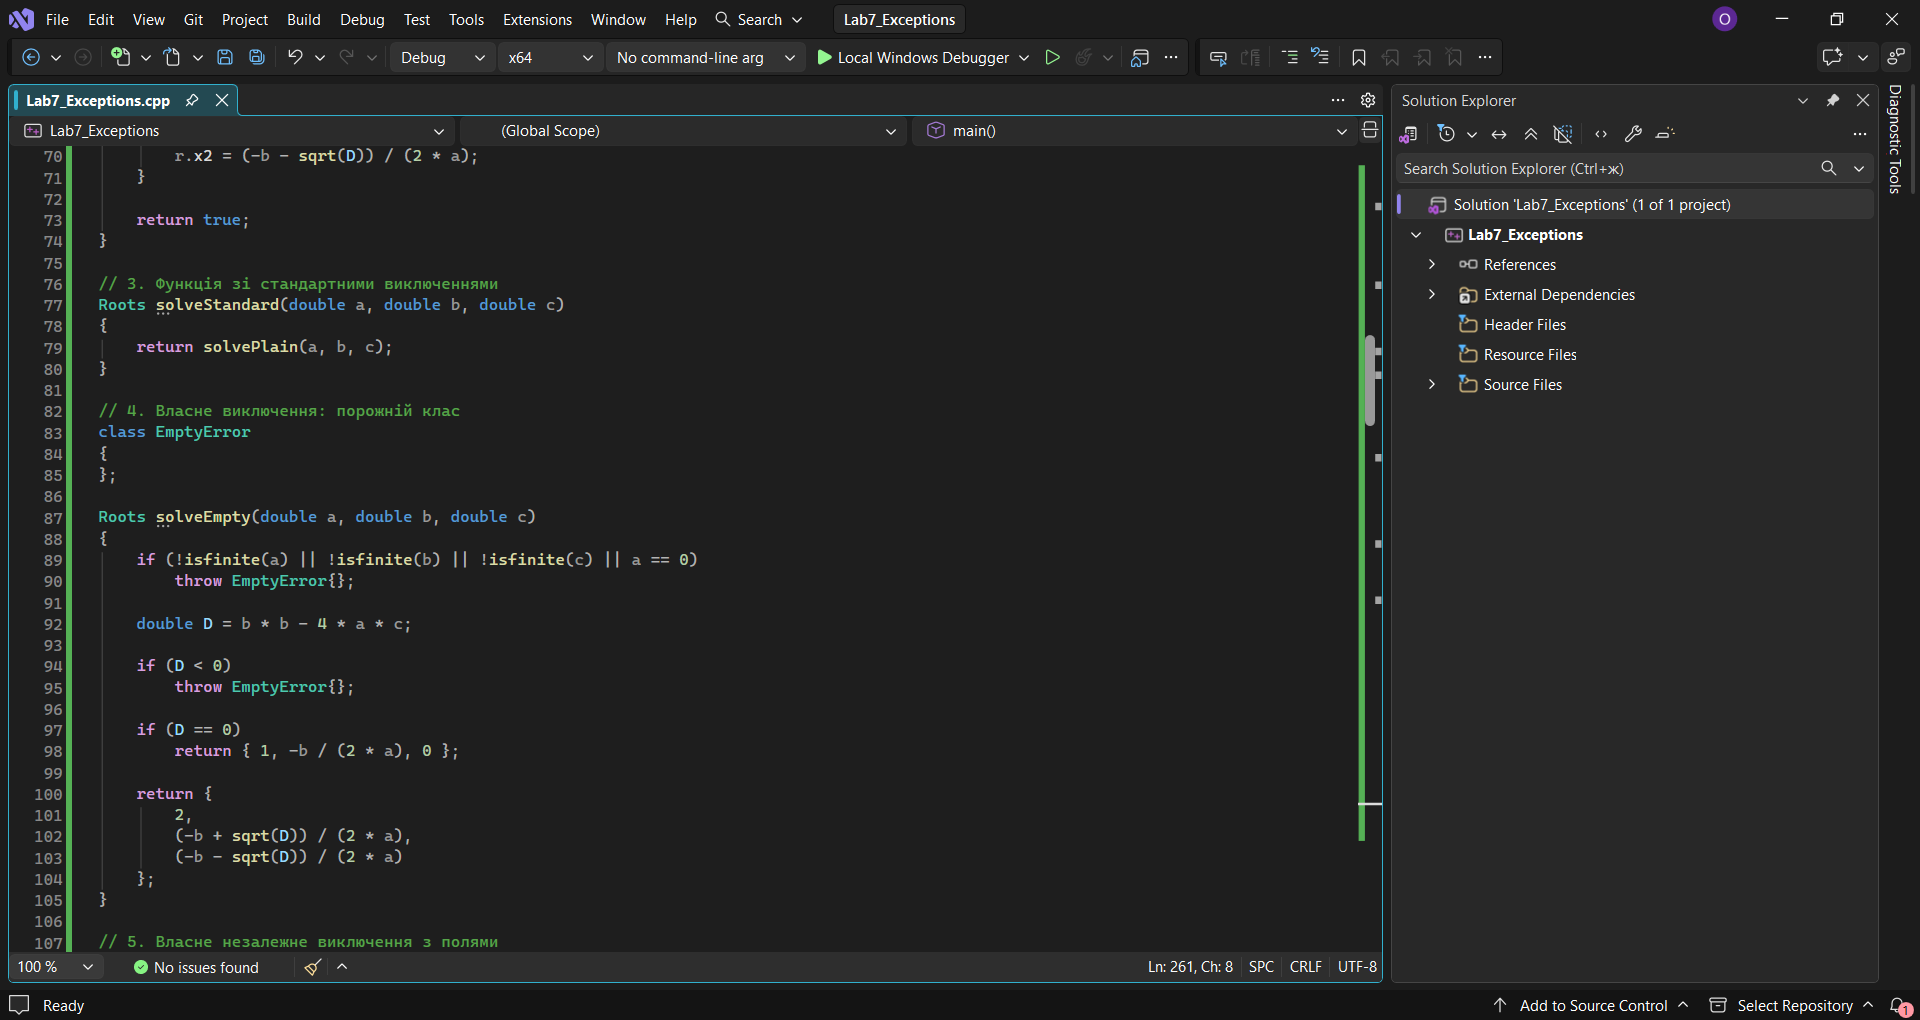 File Edit View Git Project Build Debug Test Tools Extensions Window Help Search Lab7_Exceptions O
Debug x64 No command-line arg Local Windows Debugger
Lab7_Exceptions.cpp
Lab7_Exceptions (Global Scope) main()
70 r.x2 = (-b - sqrt(D)) / (2 * a);
71 }
72
73 return true;
74 }
75
76 // 3. Функція зі стандартними виключеннями
77 Roots solveStandard(double a, double b, double c)
78 {
79 return solvePlain(a, b, c);
80 }
81
82 // 4. Власне виключення: порожній клас
83 class EmptyError
84 {
85 };
86
87 Roots solveEmpty(double a, double b, double c)
88 {
89 if (!isfinite(a) || !isfinite(b) || !isfinite(c) || a == 0)
90 throw EmptyError{};
91
92 double D = b * b - 4 * a * c;
93
94 if (D < 0)
95 throw EmptyError{};
96
97 if (D == 0)
98 return { 1, -b / (2 * a), 0 };
99
100 return {
101 2,
102 (-b + sqrt(D)) / (2 * a),
103 (-b - sqrt(D)) / (2 * a)
104 };
105 }
106
107 // 5. Власне незалежне виключення з полями
100 % No issues found Ln: 261, Ch: 8 SPC CRLF UTF-8
Solution Explorer
Search Solution Explorer (Ctrl+ж)
Solution 'Lab7_Exceptions' (1 of 1 project)
Lab7_Exceptions
References
External Dependencies
Header Files
Resource Files
Source Files
Diagnostic Tools
Ready Add to Source Control Select Repository 1